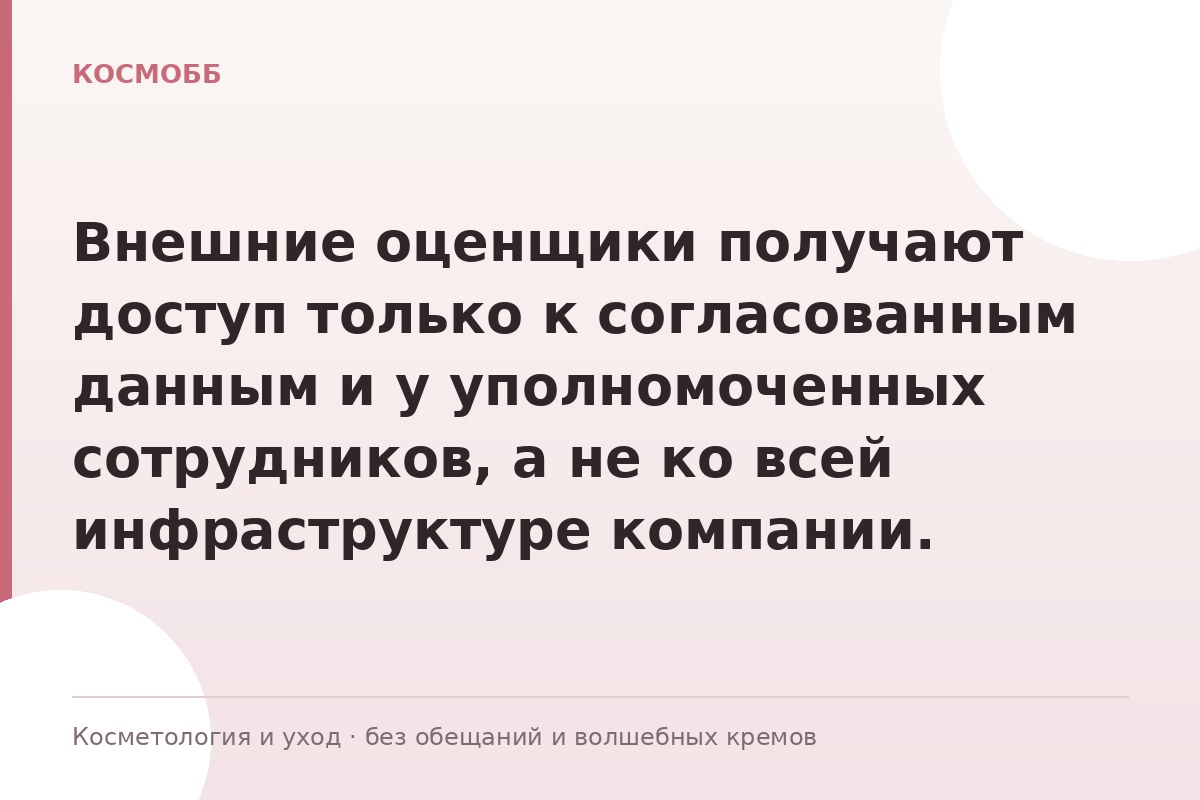 КОСМОББ
Внешние оценщики получают
доступ только к согласованным
данным и у уполномоченных
сотрудников, а не ко всей
инфраструктуре компании.
Косметология и уход · без обещаний и волшебных кремов